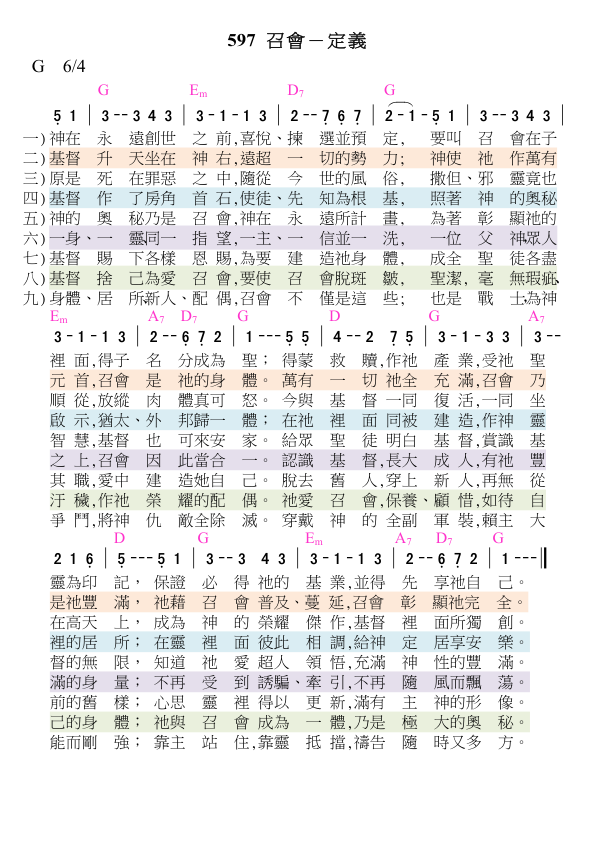 597 召會－定義
G 6/4
G Em D7 G
5̣ 1 | 3 - - 3 4 3 | 3 - 1 - 1 3 | 2 - - 7̣ 6̣ 7̣ | 2 - 1 - 5̣ 1 | 3 - - 3 4 3 |
一)神在 永 遠創世 之 前,喜悅、揀 選並預 定, 要叫 召 會在子
二)基督 升 天坐在 神 右,遠超 一 切的勢 力; 神使 祂 作萬有
三)原是 死 在罪惡 之 中,隨從 今 世的風 俗, 撒但、邪 靈竟也
四)基督 作 了房角 首 石,使徒、先 知為根 基, 照著 神 的奧秘
五)神的 奧 秘乃是 召 會,神在 永 遠所計 畫, 為著 彰 顯祂的
六)一身、一 靈,同一 指 望,一主、一 信並一 洗, 一位 父 神,眾人
七)基督 賜 下各樣 恩 賜,為要 建 造祂身 體, 成全 聖 徒各盡
八)基督 捨 己為愛 召 會,要使 召 會脫斑 皺, 聖潔,毫 無瑕疵、
九)身體、居 所,新人、配 偶,召會 不 僅是這 些; 也是 戰 士,為神
Em A7 D7 G D G A7
3 - 1 - 1 3 | 2 - - 6̣ 7̣ 2 | 1 - - - 5̣ 5̣ | 4 - - 2 7̣ 5̣ | 3 - 1 - 1 3 | 3 - -
裡 面,得子 名 分成為 聖; 得蒙 救 贖,作祂 產 業,受祂 聖
元 首,召會 是 祂的身 體。 萬有 一 切祂全 充 滿,召會 乃
順 從,放縱 肉 體真可 怒。 今與 基 督一同 復 活,一同 坐
啟 示,猶太、外 邦歸一 體; 在祂 裡 面同被 建 造,作神 靈
智 慧,基督 也 可來安 家。 給眾 聖 徒明白 基 督,賞識 基
之 上,召會 因 此當合 一。 認識 基 督,長大 成 人,有祂 豐
其 職,愛中 建 造她自 己。 脫去 舊 人,穿上 新 人,再無 從
汙 穢,作祂 榮 耀的配 偶。 祂愛 召 會,保養、顧 惜,如待 自
爭 鬥,將神 仇 敵全除 滅。 穿戴 神 的全副 軍 裝,賴主 大
D G Em A7 D7 G
2 1 6̣ | 5̣ - - - 5̣ 1 | 3 - - 3 4 3 | 3 - 1 - 1 3 | 2 - - 6̣ 7̣ 2 | 1 - - - ‖
靈為印 記, 保證 必 得祂的 基 業,並得 先 享祂自 己。
是祂豐 滿, 祂藉 召 會普及、蔓 延,召會 彰 顯祂完 全。
在高天 上, 成為 神 的榮耀 傑 作,基督 裡 面所獨 創。
裡的居 所; 在靈 裡 面彼此 相 調,給神 定 居享安 樂。
督的無 限, 知道 祂 愛超人 領 悟,充滿 神 性的豐 滿。
滿的身 量; 不再 受 到誘騙、牽 引,不再 隨 風而飄 蕩。
前的舊 樣; 心思 靈 裡得以 更 新,滿有 主 神的形 像。
己的身 體; 祂與 召 會成為 一 體,乃是 極 大的奧 秘。
能而剛 強; 靠主 站 住,靠靈 抵 擋,禱告 隨 時又多 方。